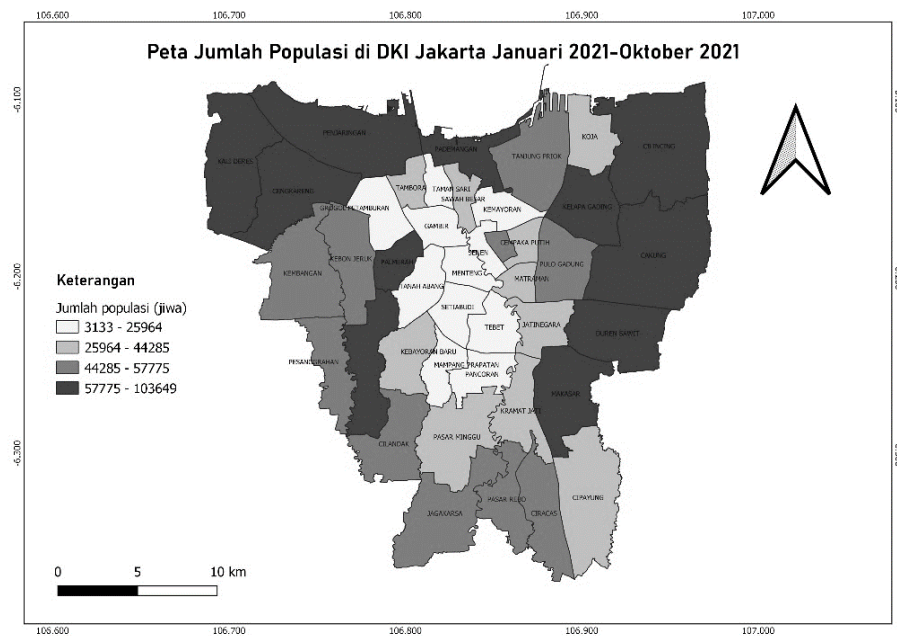 106.600 106.700 106.800 106.900 107.000
Peta Jumlah Populasi di DKI Jakarta Januari 2021-Oktober 2021
-6.100
PENJARINGAN
KOJA
CILINCING
PADEMANGAN
TANJUNG PRIOK
KALI DERES
CENGKARENG
TAMBORA
TAMAN SARI
SAWAH BESAR
GROGOL PETAMBURAN
KEMAYORAN
KELAPA GADING
GAMBIR
CEMPAKA PUTIH
SENEN
CAKUNG
KEBON JERUK
PALMERAH
PULO GADUNG
KEMBANGAN
MENTENG
MATRAMAN
TANAH ABANG
-6.200
Keterangan
Jumlah populasi (jiwa)
3133 - 25964
25964 - 44285
44285 - 57775
57775 - 103649
SETIABUDI
TEBET
JATINEGARA
DUREN SAWIT
KEBAYORAN BARU
PESANGGRAHAN
MAMPANG PRAPATAN
PANCORAN
MAKASAR
KRAMAT JATI
PASAR MINGGU
CILANDAK
-6.300
CIPAYUNG
PASAR REBO
JAGAKARSA
CIRACAS
0 5 10 km
106.600 106.700 106.800 106.900 107.000